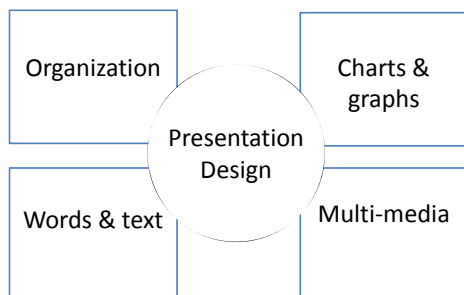 Organization
Charts &
graphs
Presentation
Design
Words & text
Multi-media